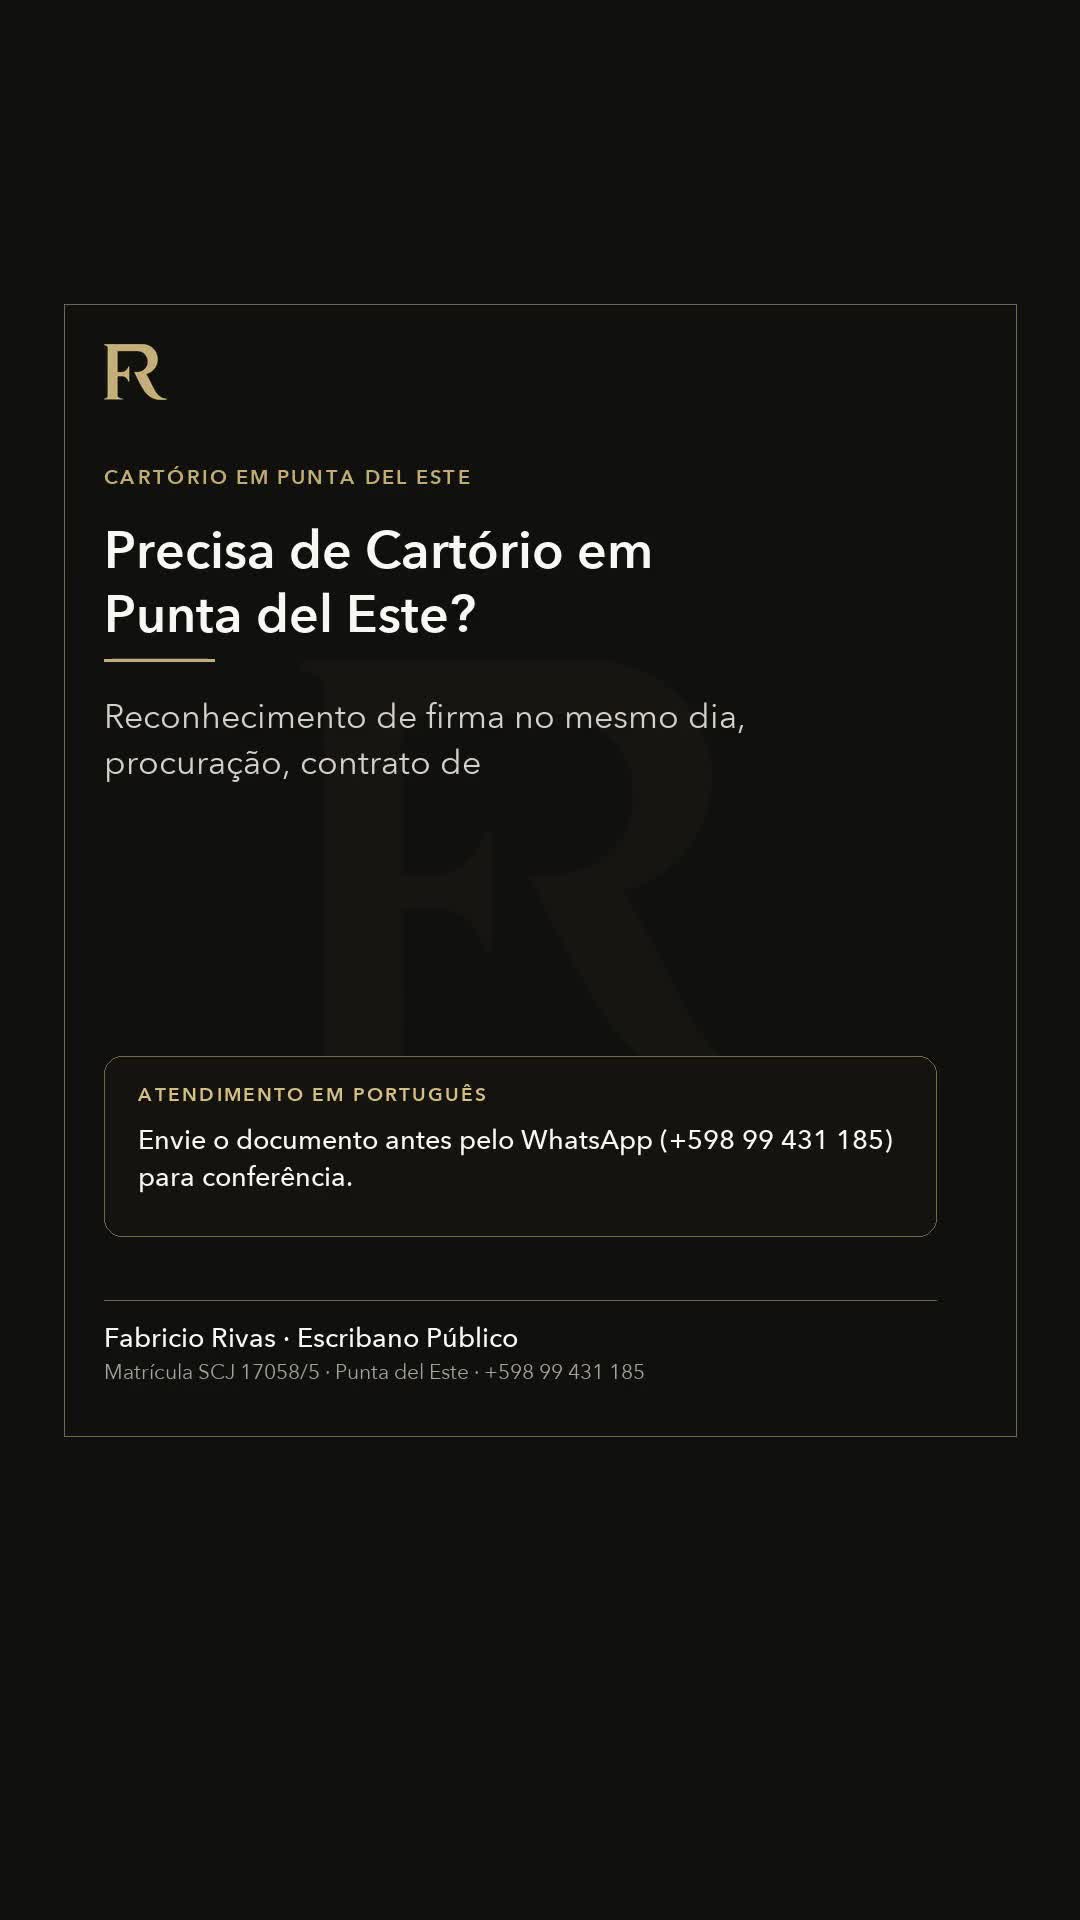 FR
CARTÓRIO EM PUNTA DEL ESTE
Precisa de Cartório em
Punta del Este?
Reconhecimento de firma no mesmo dia,
procuração, contrato de
ATENDIMENTO EM PORTUGUÊS
Envie o documento antes pelo WhatsApp (+598 99 431 185)
para conferência.
Fabricio Rivas · Escribano Público
Matrícula SCJ 17058/5 · Punta del Este · +598 99 431 185